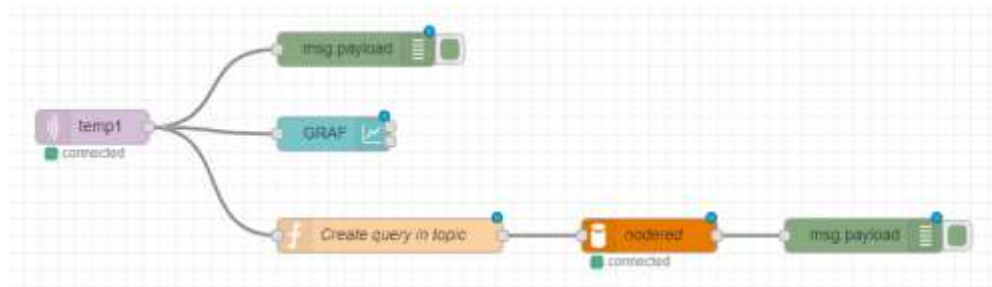 msg.payload
temp1
connected
GRAF
Create query in topic
nodered
connected
msg.payload